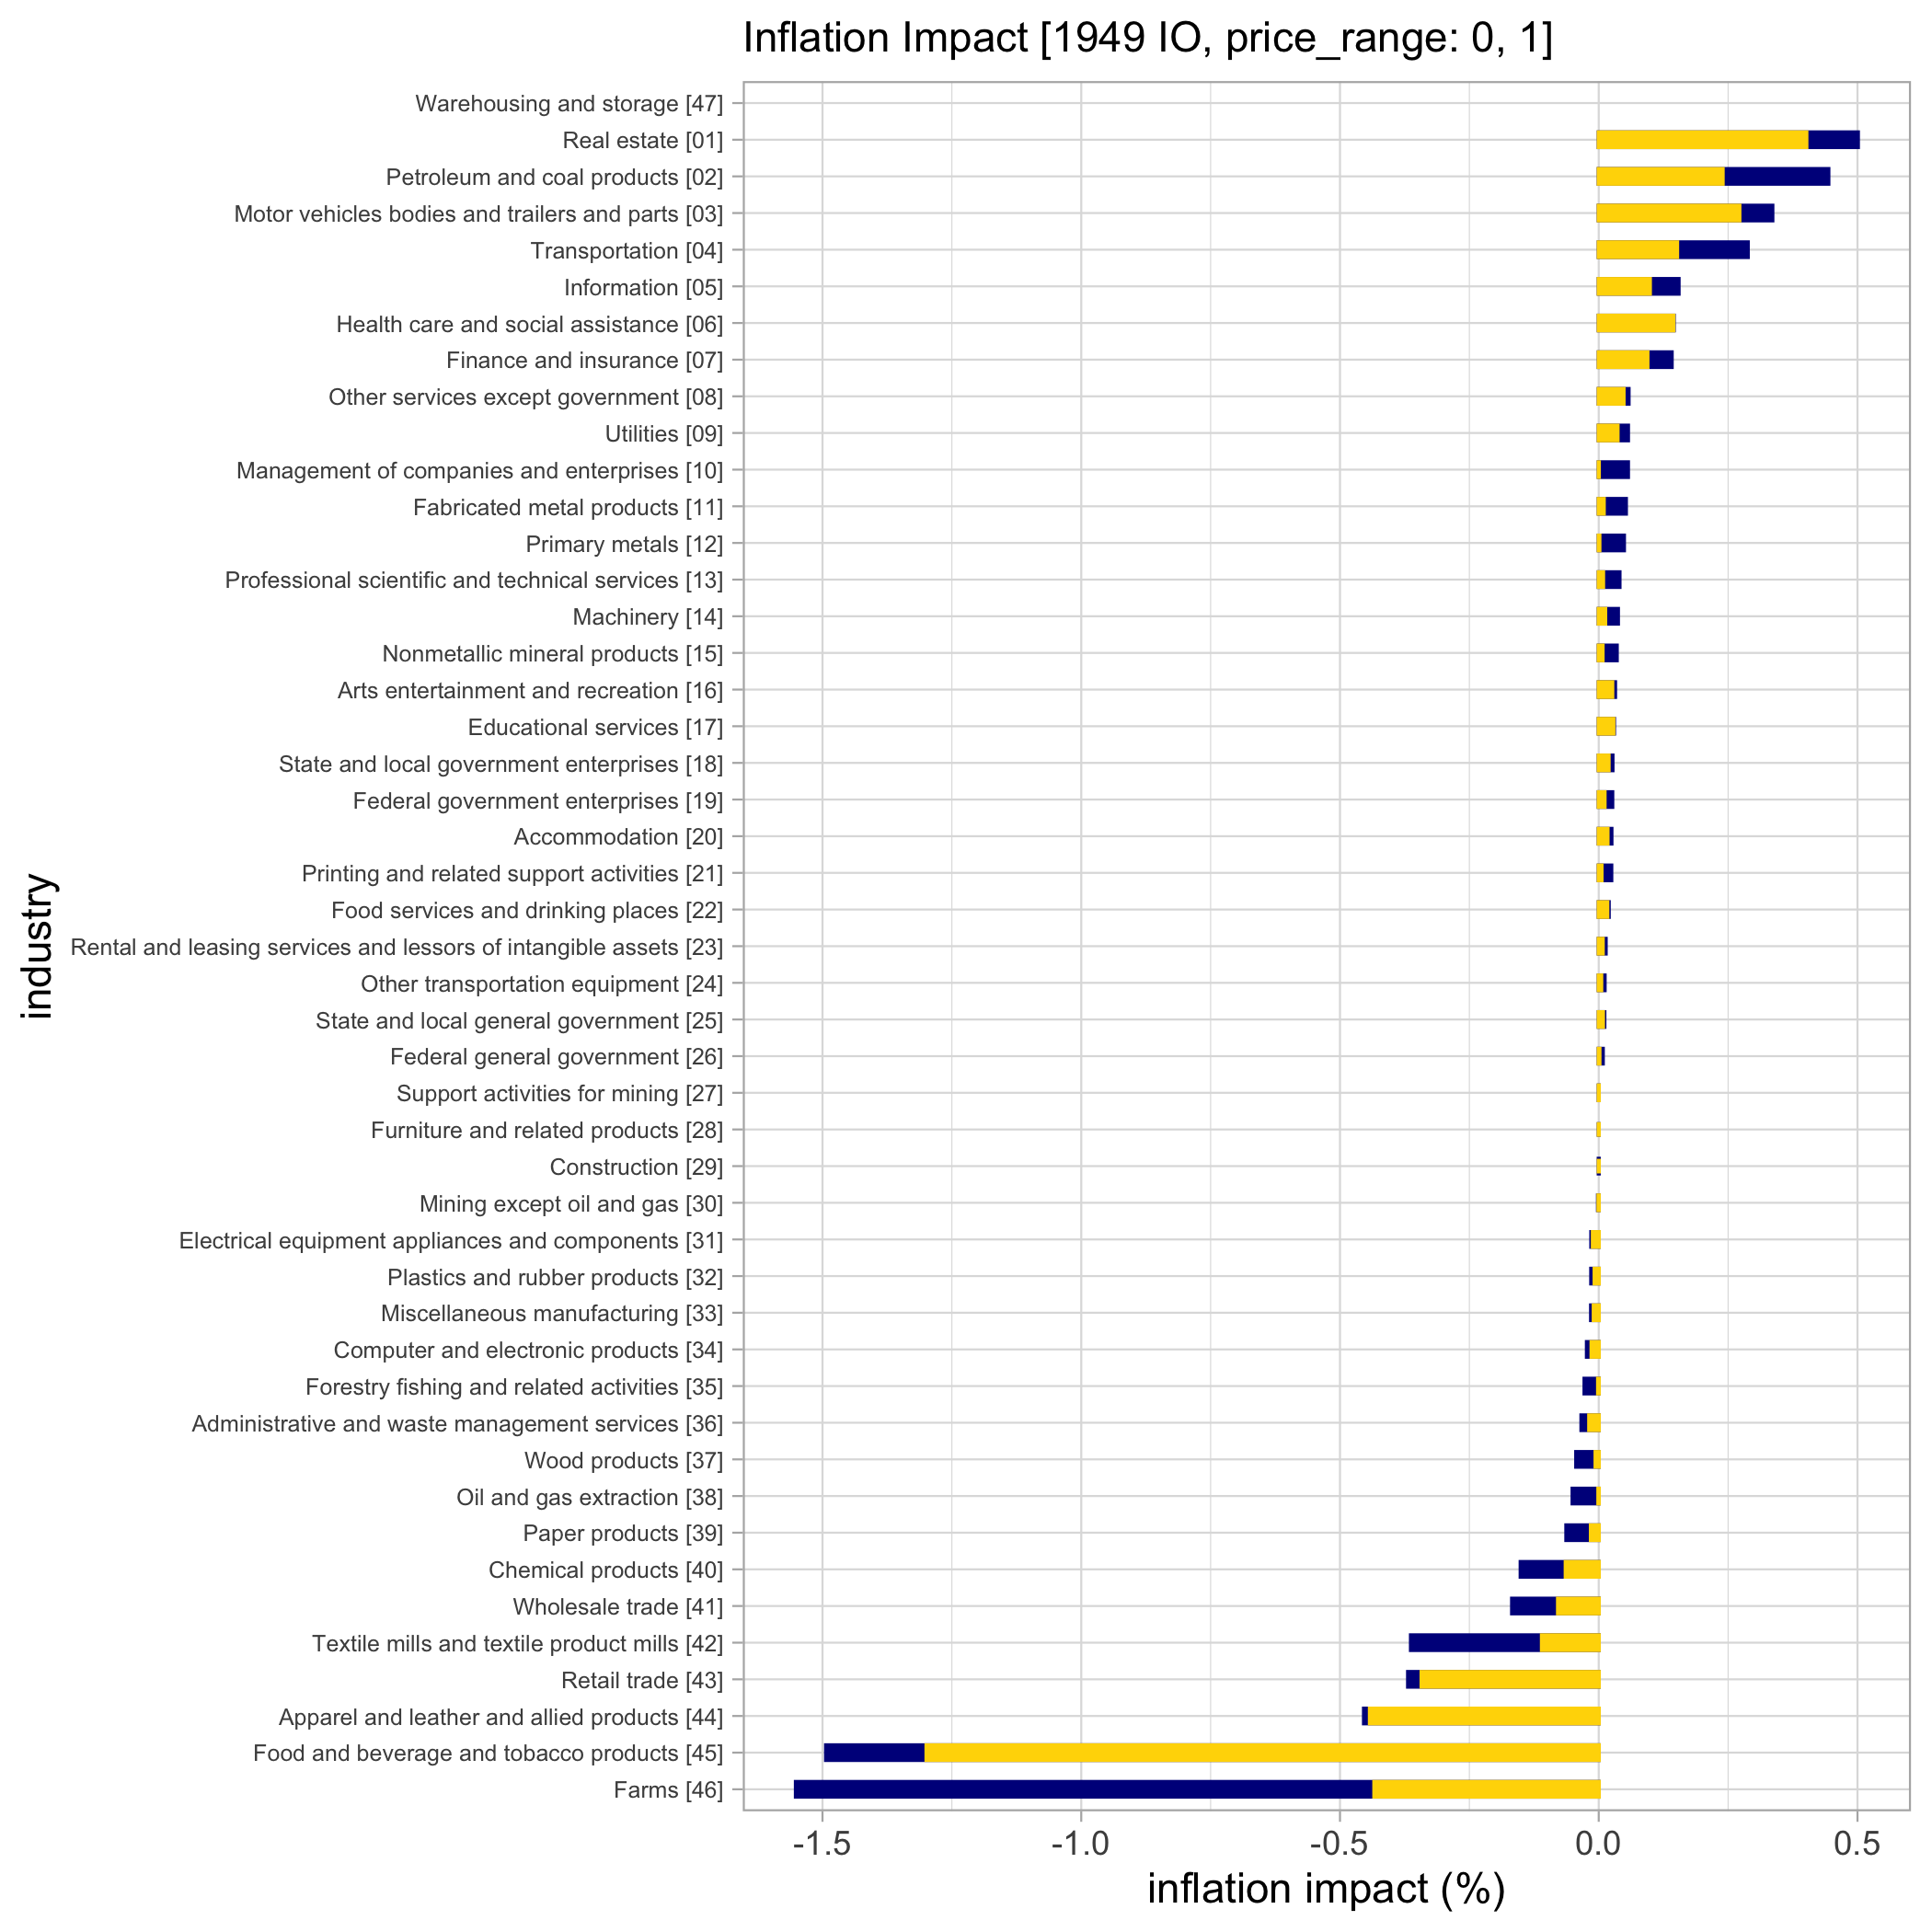 Inflation Impact [1949 IO, price_range: 0, 1]
Warehousing and storage [47]
Real estate [01]
Petroleum and coal products [02]
Motor vehicles bodies and trailers and parts [03]
Transportation [04]
Information [05]
Health care and social assistance [06]
Finance and insurance [07]
Other services except government [08]
Utilities [09]
Management of companies and enterprises [10]
Fabricated metal products [11]
Primary metals [12]
Professional scientific and technical services [13]
Machinery [14]
Nonmetallic mineral products [15]
Arts entertainment and recreation [16]
Educational services [17]
State and local government enterprises [18]
Federal government enterprises [19]
Accommodation [20]
Printing and related support activities [21]
Food services and drinking places [22]
Rental and leasing services and lessors of intangible assets [23]
Other transportation equipment [24]
State and local general government [25]
Federal general government [26]
Support activities for mining [27]
Furniture and related products [28]
Construction [29]
Mining except oil and gas [30]
Electrical equipment appliances and components [31]
Plastics and rubber products [32]
Miscellaneous manufacturing [33]
Computer and electronic products [34]
Forestry fishing and related activities [35]
Administrative and waste management services [36]
Wood products [37]
Oil and gas extraction [38]
Paper products [39]
Chemical products [40]
Wholesale trade [41]
Textile mills and textile product mills [42]
Retail trade [43]
Apparel and leather and allied products [44]
Food and beverage and tobacco products [45]
Farms [46]
industry
-1.5 -1.0 -0.5 0.0 0.5
inflation impact (%)